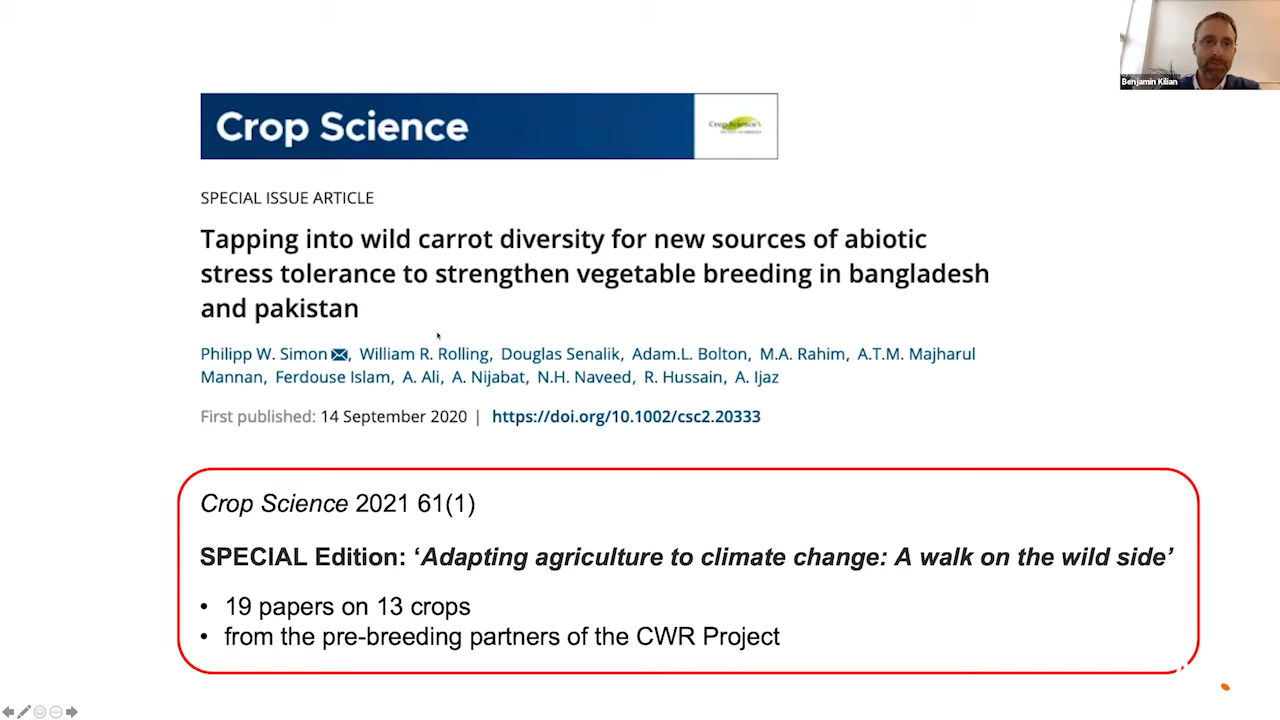 Benjamin Kilian
Crop Science
SPECIAL ISSUE ARTICLE
Tapping into wild carrot diversity for new sources of abiotic
stress tolerance to strengthen vegetable breeding in bangladesh
and pakistan
Philipp W. Simon, William R. Rolling, Douglas Senalik, Adam.L. Bolton, M.A. Rahim, A.T.M. Majharul
Mannan, Ferdouse Islam, A. Ali, A. Nijabat, N.H. Naveed, R. Hussain, A. Ijaz
First published: 14 September 2020 | https://doi.org/10.1002/csc2.20333
Crop Science 2021 61(1)
SPECIAL Edition: ‘Adapting agriculture to climate change: A walk on the wild side’
• 19 papers on 13 crops
• from the pre-breeding partners of the CWR Project